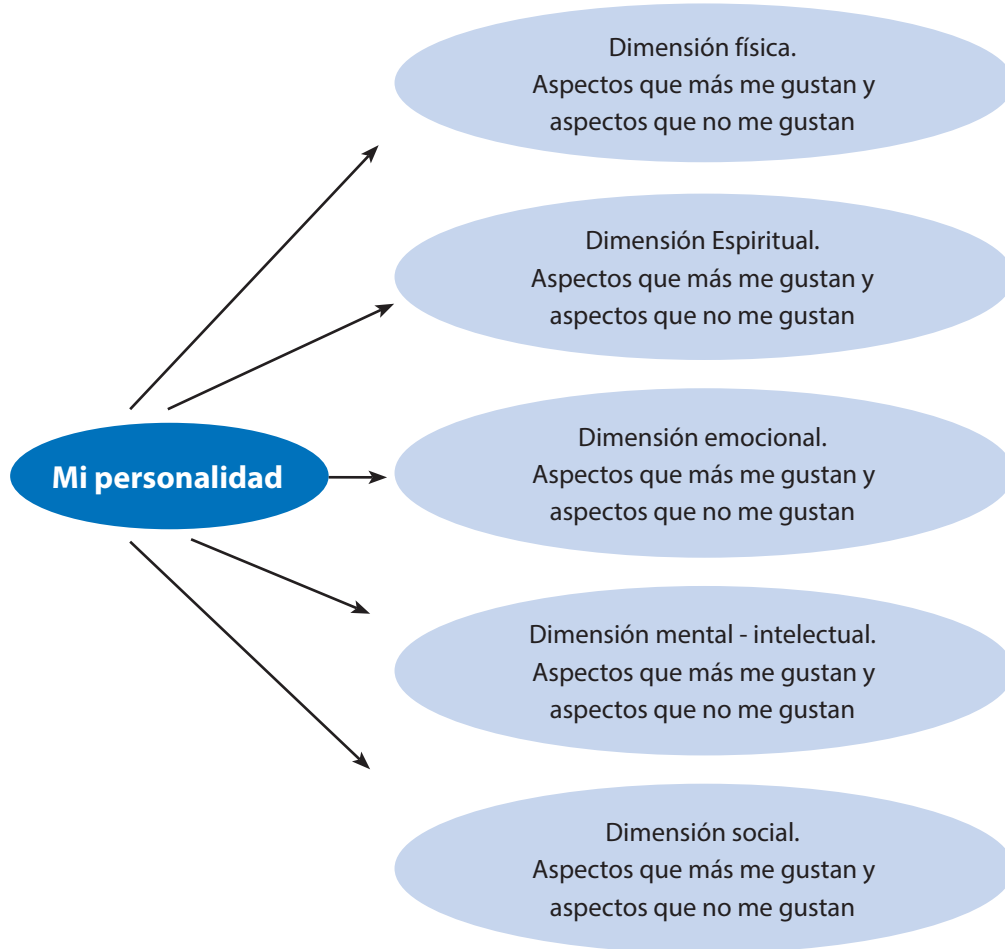 Dimensión física.
Aspectos que más me gustan y
aspectos que no me gustan
Dimensión Espiritual.
Aspectos que más me gustan y
aspectos que no me gustan
Mi personalidad
Dimensión emocional.
Aspectos que más me gustan y
aspectos que no me gustan
Dimensión mental - intelectual.
Aspectos que más me gustan y
aspectos que no me gustan
Dimensión social.
Aspectos que más me gustan y
aspectos que no me gustan